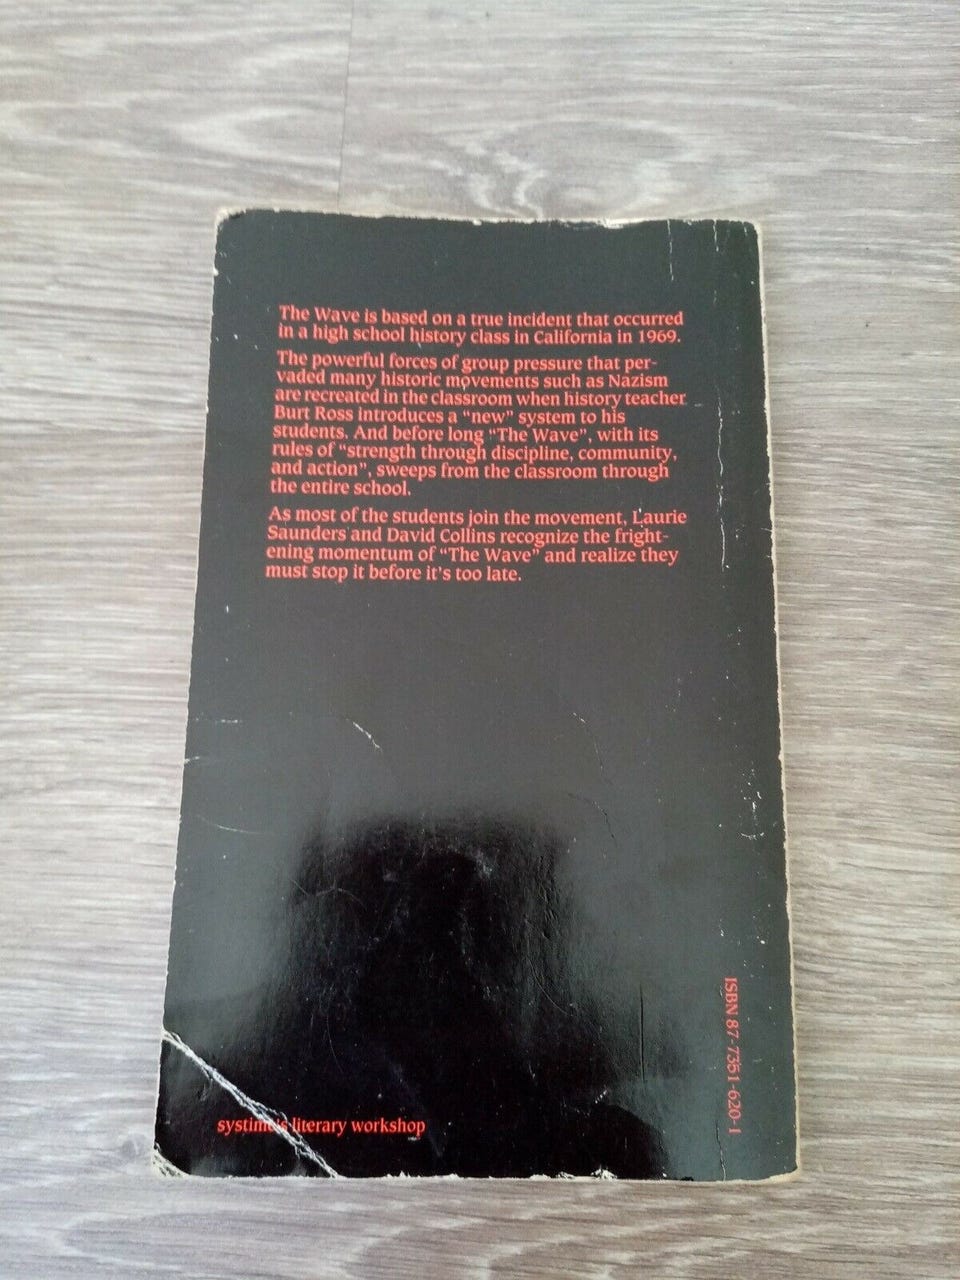 The Wave is based on a true incident that occurred
in a high school history class in California in 1969.
The powerful forces of group pressure that per-
vaded many historic movements such as Nazism
are recreated in the classroom when history teacher
Burt Ross introduces a “new” system to his
students. And before long “The Wave”, with its
rules of “strength through discipline, community,
and action”, sweeps from the classroom through
the entire school.
As most of the students join the movement, Laurie
Saunders and David Collins recognize the fright-
ening momentum of “The Wave” and realize they
must stop it before it’s too late.
ISBN 87-7351-620-1
literary workshop